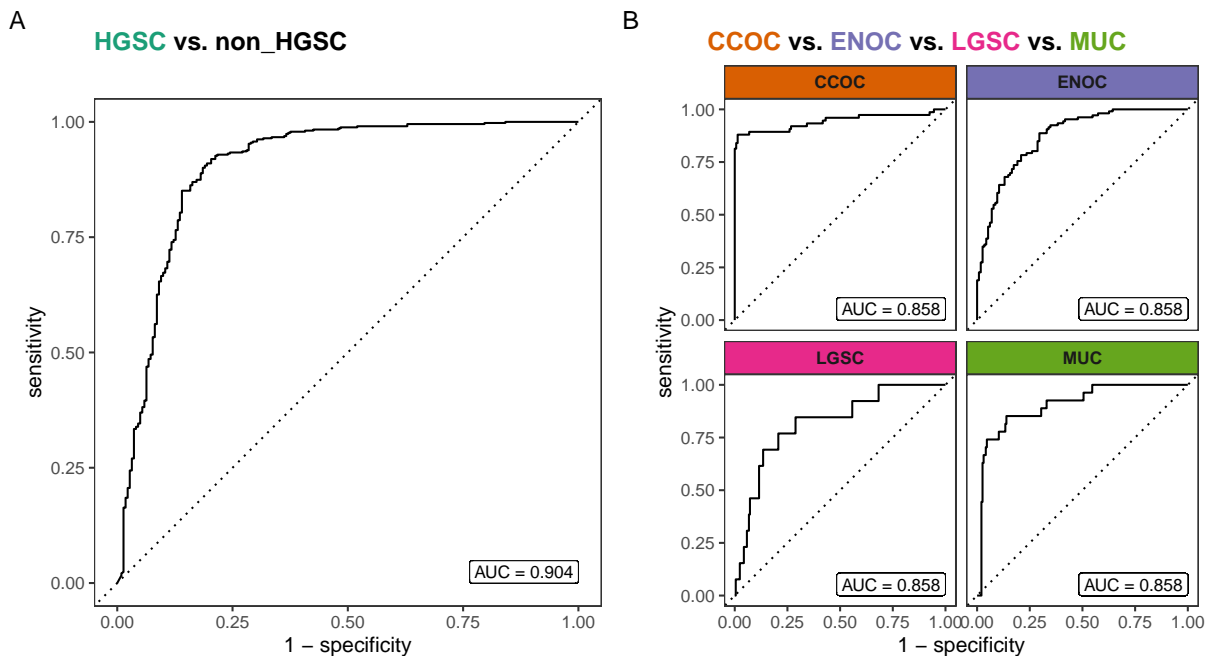 A
HGSC vs. non_HGSC
sensitivity
1.00
0.75
0.50
0.25
0.00
AUC = 0.904
0.00 0.25 0.50 0.75 1.00
1 − specificity
B
CCOC vs. ENOC vs. LGSC vs. MUC
sensitivity
CCOC
1.00
0.75
0.50
0.25
0.00
AUC = 0.858
ENOC
AUC = 0.858
LGSC
1.00
0.75
0.50
0.25
0.00
AUC = 0.858
MUC
AUC = 0.858
0.00 0.25 0.50 0.75 1.00 0.00 0.25 0.50 0.75 1.00
1 − specificity